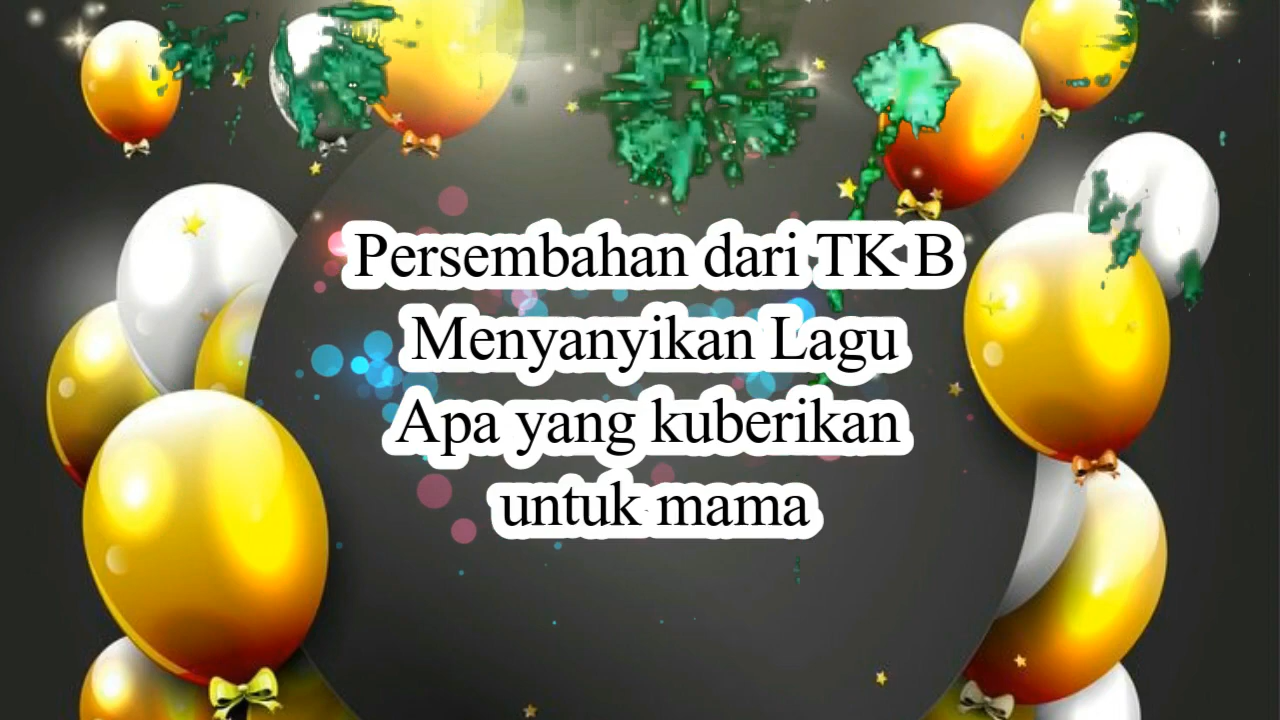 Persembahan dari TK B
Menyanyikan Lagu
Apa yang kuberikan
untuk mama